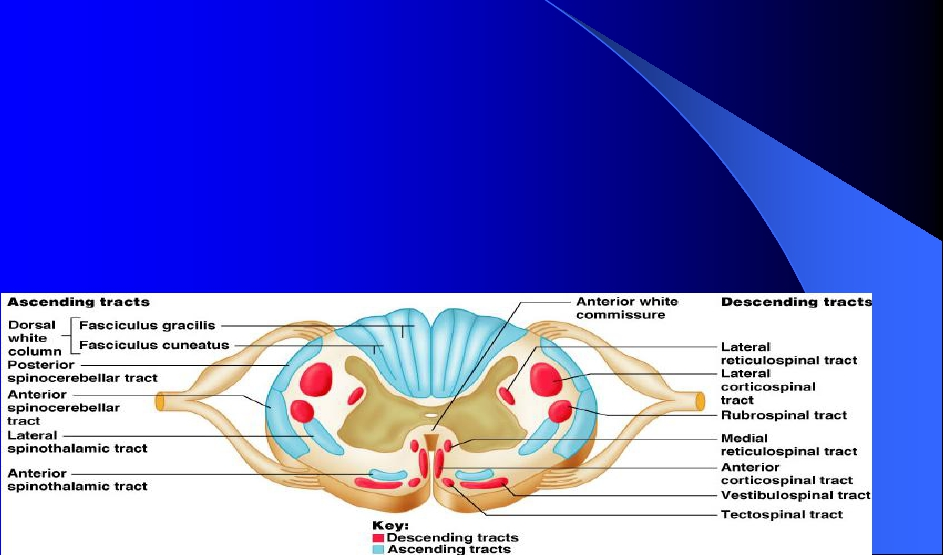 Ascending tracts
Dorsal
white
column
Fasciculus gracilis
Fasciculus cuneatus
Posterior
spinocerebellar tract
Anterior
spinocerebellar
tract
Lateral
spinothalamic tract
Anterior
spinothalamic tract
Anterior white
commissure
Descending tracts
Lateral
reticulospinal tract
Lateral
corticospinal
tract
Rubrospinal tract
Medial
reticulospinal tract
Anterior
corticospinal tract
Vestibulospinal tract
Tectospinal tract
Key:
Descending tracts
Ascending tracts